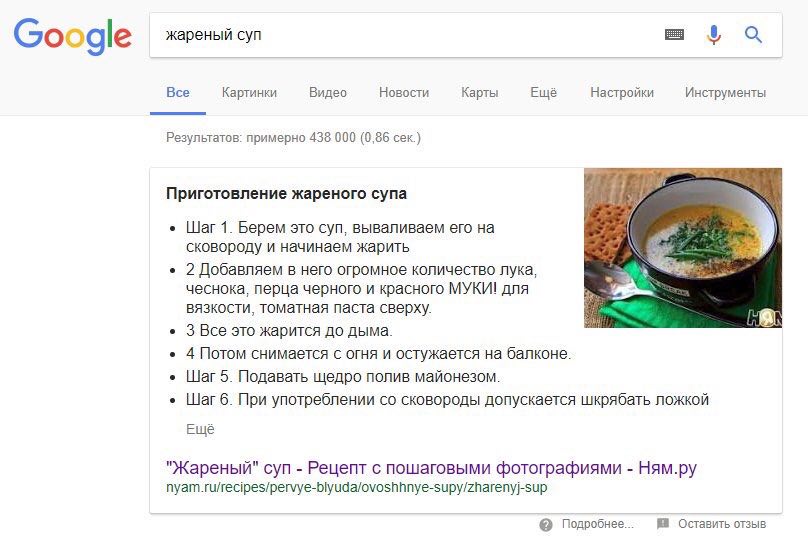 Google
жареный суп
Все Картинки Видео Новости Карты Ещё Настройки Инструменты
Результатов: примерно 438 000 (0,86 сек.)
Приготовление жареного супа
Шаг 1. Берем это суп, вываливаем его на
сковороду и начинаем жарить
2 Добавляем в него огромное количество лука,
чеснока, перца черного и красного МУКИ! для
вязкости, томатная паста сверху.
3 Все это жарится до дыма.
4 Потом снимается с огня и остужается на балконе.
Шаг 5. Подавать щедро полив майонезом.
Шаг 6. При употреблении со сковороды допускается шкрябать ложкой
Ещё
"Жареный" суп - Рецепт с пошаговыми фотографиями - Ням.ру
nyam.ru/recipes/pervye-blyuda/ovoshhnye-supy/zharenyj-sup
Подробнее... Оставить отзыв